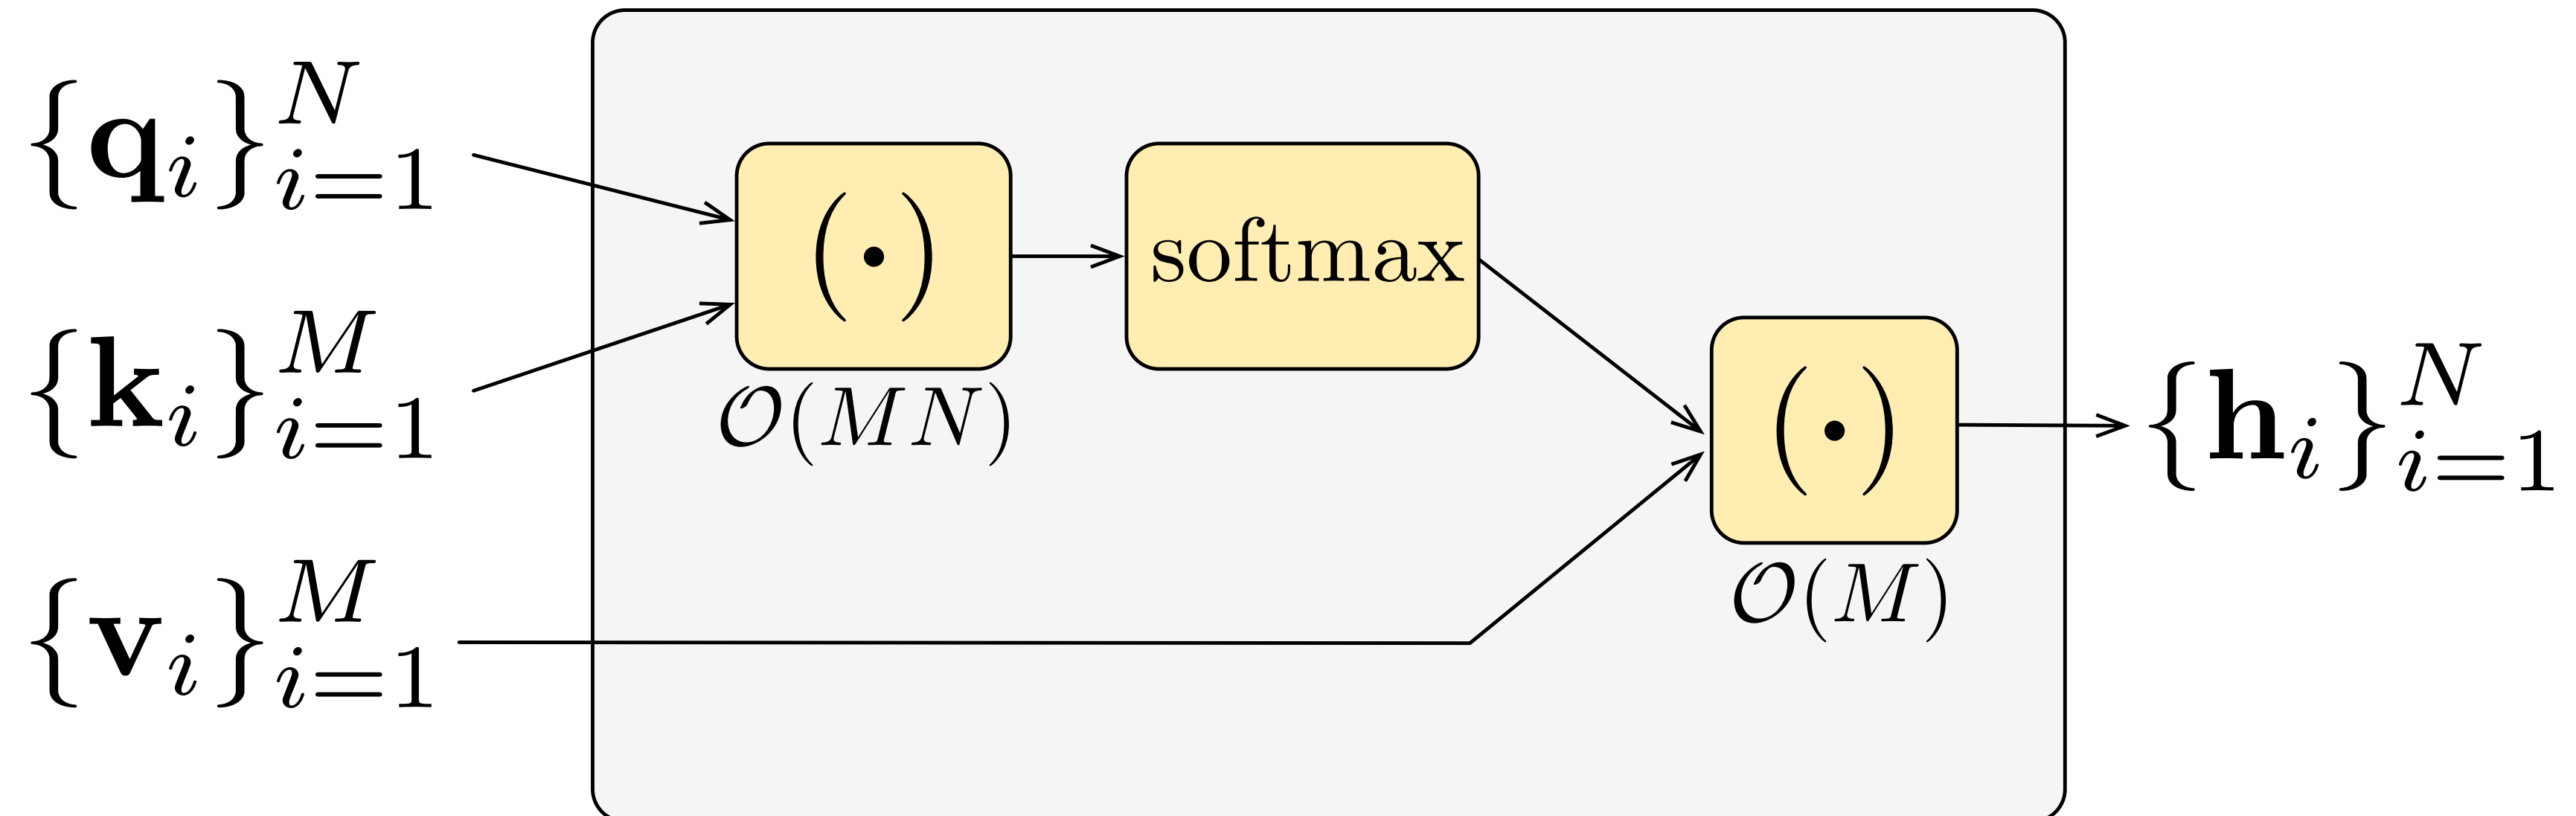 {q_i}_{i=1}^N
{k_i}_{i=1}^M
{v_i}_{i=1}^M
(•)
O(MN)
softmax
(•)
O(M)
{h_i}_{i=1}^N